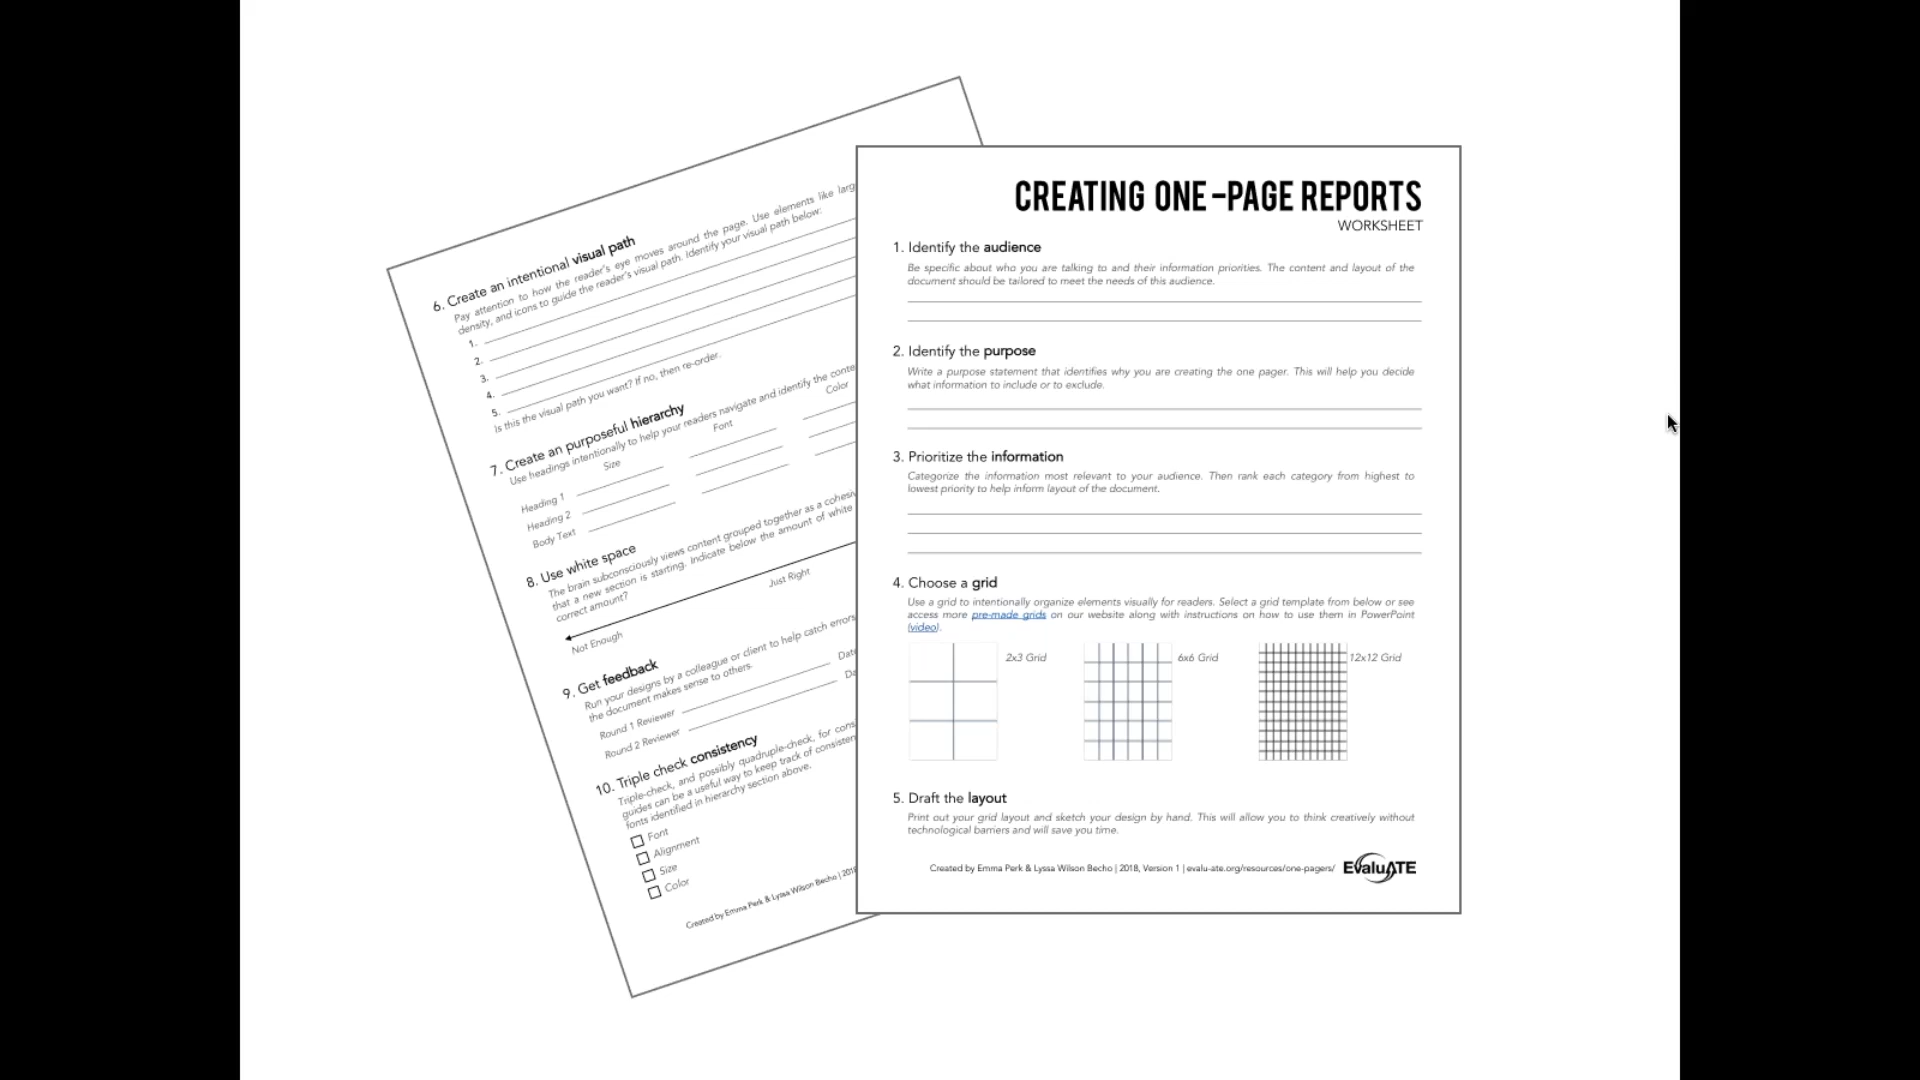 CREATING ONE-PAGE REPORTS
WORKSHEET
1. Identify the audience
Be specific about who you are talking to and their information priorities. The content and layout of the
document should be tailored to meet the needs of this audience.
2. Identify the purpose
Write a purpose statement that identifies why you are creating the one pager. This will help you decide
what information to include or to exclude.
3. Prioritize the information
Categorize the information most relevant to your audience. Then rank each category from highest to
lowest priority to help inform layout of the document.
4. Choose a grid
Use a grid to intentionally organize elements visually for readers. Select a grid template from below or see
access more pre-made grids on our website along with instructions on how to use them in PowerPoint
(video).
2x3 Grid
6x6 Grid
12x12 Grid
5. Draft the layout
Print out your grid layout and sketch your design by hand. This will allow you to think creatively without
technological barriers and will save you time.
Created by Emma Perk & Lyssa Wilson Becho | 2018, Version 1 | evalu-ate.org/resources/one-pagers/
EvaluATE
6. Create an intentional visual path
Pay attention to how the reader's eye moves around the page. Use elements like
density, and icons to guide the reader's visual path. Identify your visual path below:
1.
2.
3.
4.
5.
Is this the visual path you want? If no, then re-order.
7. Create an purposeful hierarchy
Use headings intentionally to help your readers navigate and identify the
Size
Font
Color
Heading 1
Heading 2
Body Text
8. Use white space
The brain subconsciously views content grouped together as a
that a new section is starting. Indicate below the amount of white
correct amount?
Not Enough
Just Right
9. Get feedback
Run your designs by a colleague or client to help catch errors
the document makes sense to others.
Round 1 Reviewer
Round 2 Reviewer
10. Triple check consistency
Triple-check, and possibly quadruple-check, for
guides can be a useful way to keep track of
fonts identified in hierarchy section above.
Font
Alignment
Size
Color
Created by Emma Perk & Lyssa Wilson Becho |